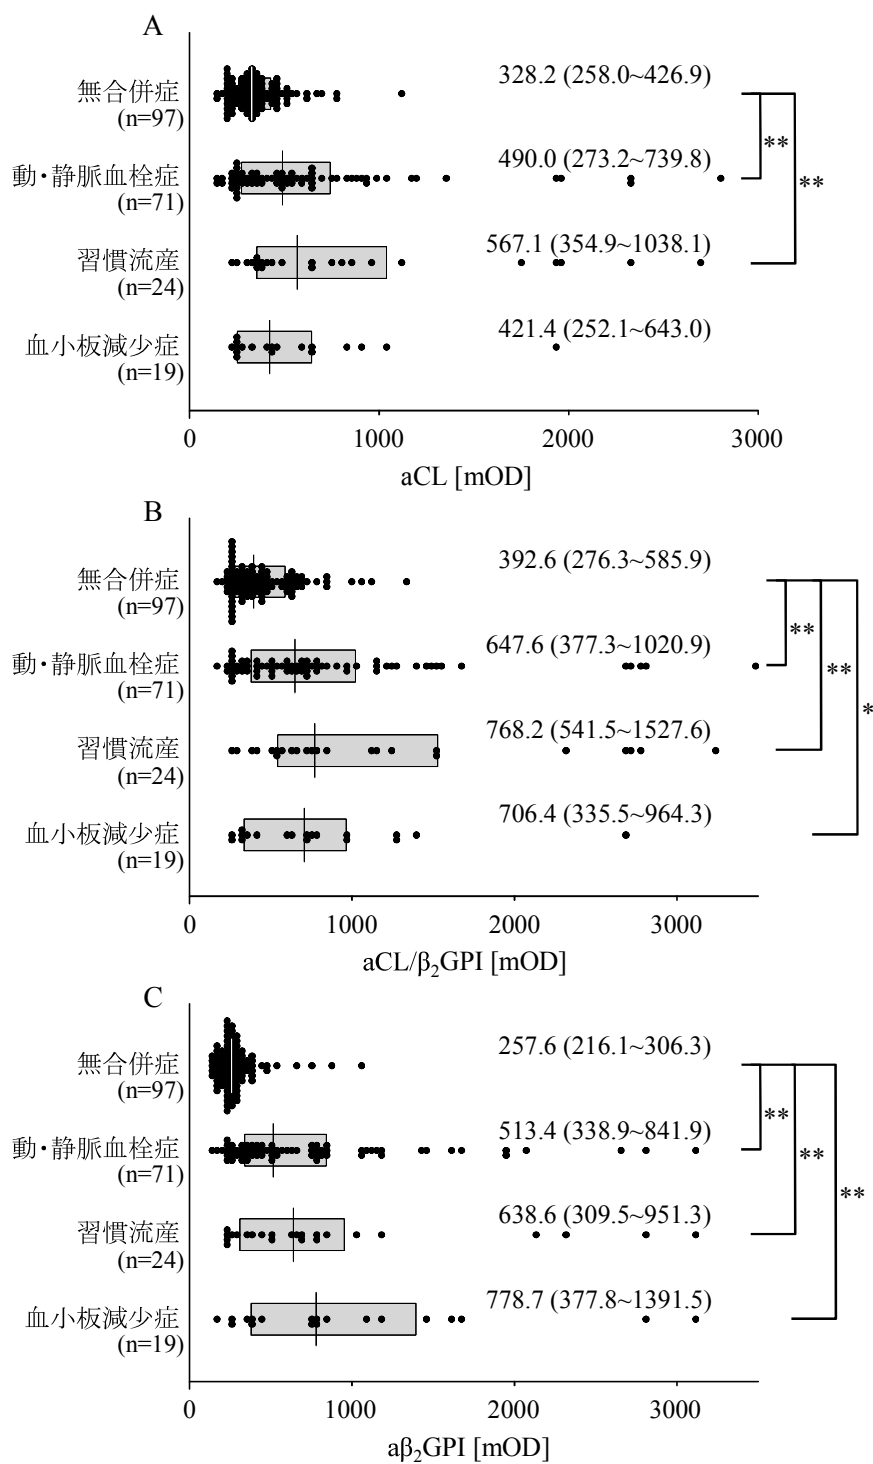 A
無合併症
(n=97)
328.2 (258.0~426.9)
動・静脈血栓症
(n=71)
490.0 (273.2~739.8)
**
習慣流産
(n=24)
567.1 (354.9~1038.1)
**
血小板減少症
(n=19)
421.4 (252.1~643.0)
0 1000 2000 3000
aCL [mOD]
B
無合併症
(n=97)
392.6 (276.3~585.9)
動・静脈血栓症
(n=71)
647.6 (377.3~1020.9)
**
習慣流産
(n=24)
768.2 (541.5~1527.6)
**
血小板減少症
(n=19)
706.4 (335.5~964.3)
*
0 1000 2000 3000
aCL/β₂GPI [mOD]
C
無合併症
(n=97)
257.6 (216.1~306.3)
動・静脈血栓症
(n=71)
513.4 (338.9~841.9)
**
習慣流産
(n=24)
638.6 (309.5~951.3)
**
血小板減少症
(n=19)
778.7 (377.8~1391.5)
**
0 1000 2000 3000
aβ₂GPI [mOD]